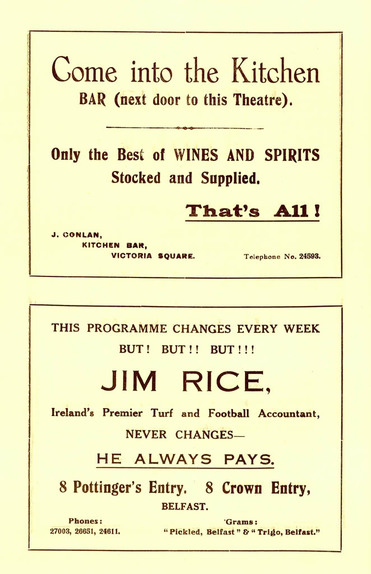 Come into the Kitchen
BAR (next door to this Theatre).
Only the Best of WINES AND SPIRITS
Stocked and Supplied.
That's All!
J. CONLAN,
KITCHEN BAR,
VICTORIA SQUARE.
Telephone No. 24593.
THIS PROGRAMME CHANGES EVERY WEEK
BUT! BUT!! BUT!!!
JIM RICE,
Ireland's Premier Turf and Football Accountant,
NEVER CHANGES—
HE ALWAYS PAYS.
8 Pottinger's Entry. 8 Crown Entry,
BELFAST.
Phones: 'Grams:
27003, 26651, 24611. "Pickled, Belfast" & "Trigo, Belfast."